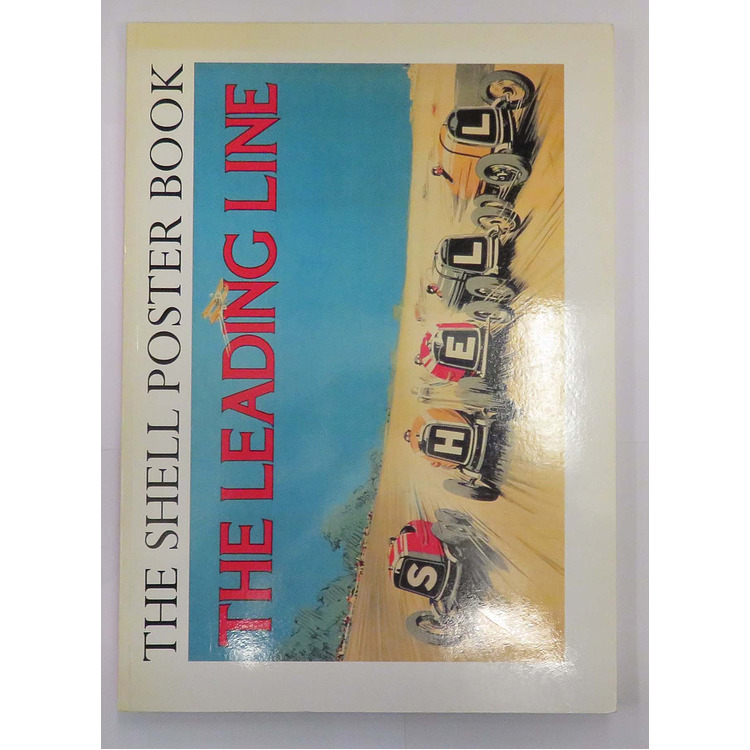 THE SHELL POSTER BOOK
THE LEADING LINE
S H E L L